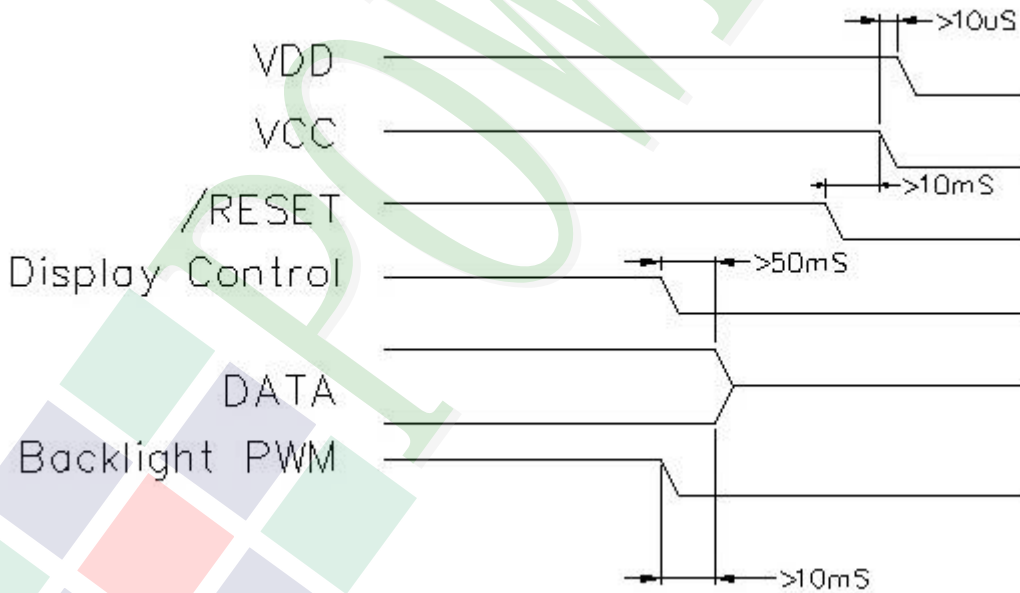 >10uS
VDD
VCC
>10mS
/RESET
Display Control
>50mS
DATA
Backlight PWM
>10mS